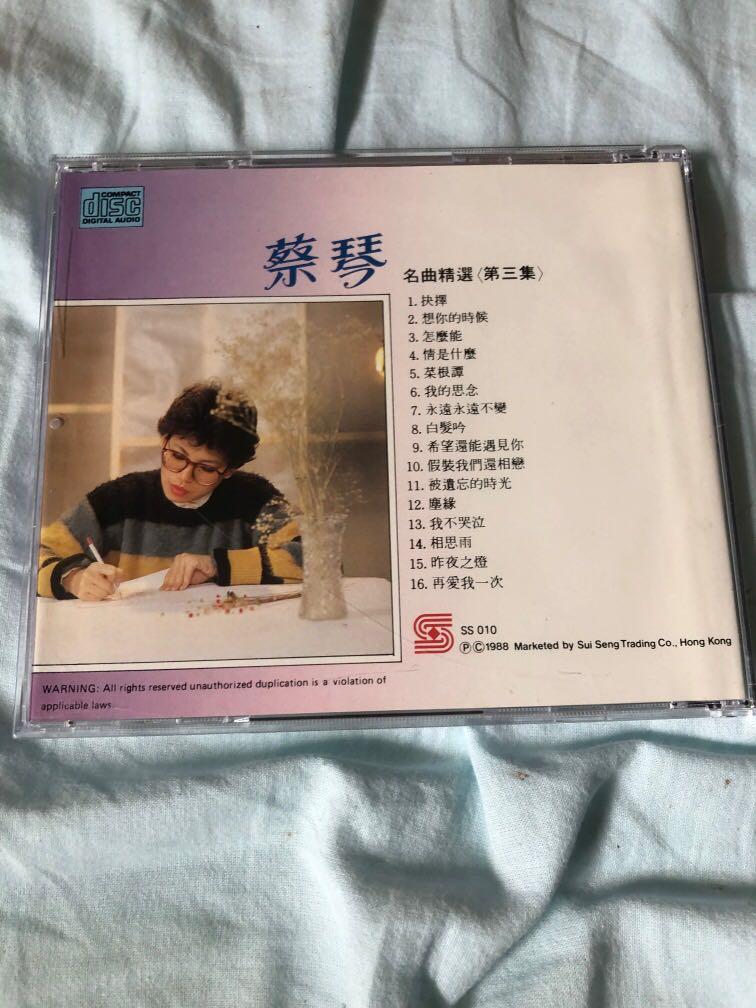 COMPACT
disc
DIGITAL AUDIO
蔡琴
名曲精選〈第三集〉
1. 抉擇
2. 想你的時候
3. 怎麼能
4. 情是什麼
5. 菜根譚
6. 我的思念
7. 永遠永遠不變
8. 白髮吟
9. 希望還能遇見你
10. 假裝我們還相戀
11. 被遺忘的時光
12. 塵緣
13. 我不哭泣
14. 相思雨
15. 昨夜之燈
16. 再愛我一次
SS 010
ⓅⒸ1988 Marketed by Sui Seng Trading Co., Hong Kong
WARNING: All rights reserved unauthorized duplication is a violation of
applicable laws.